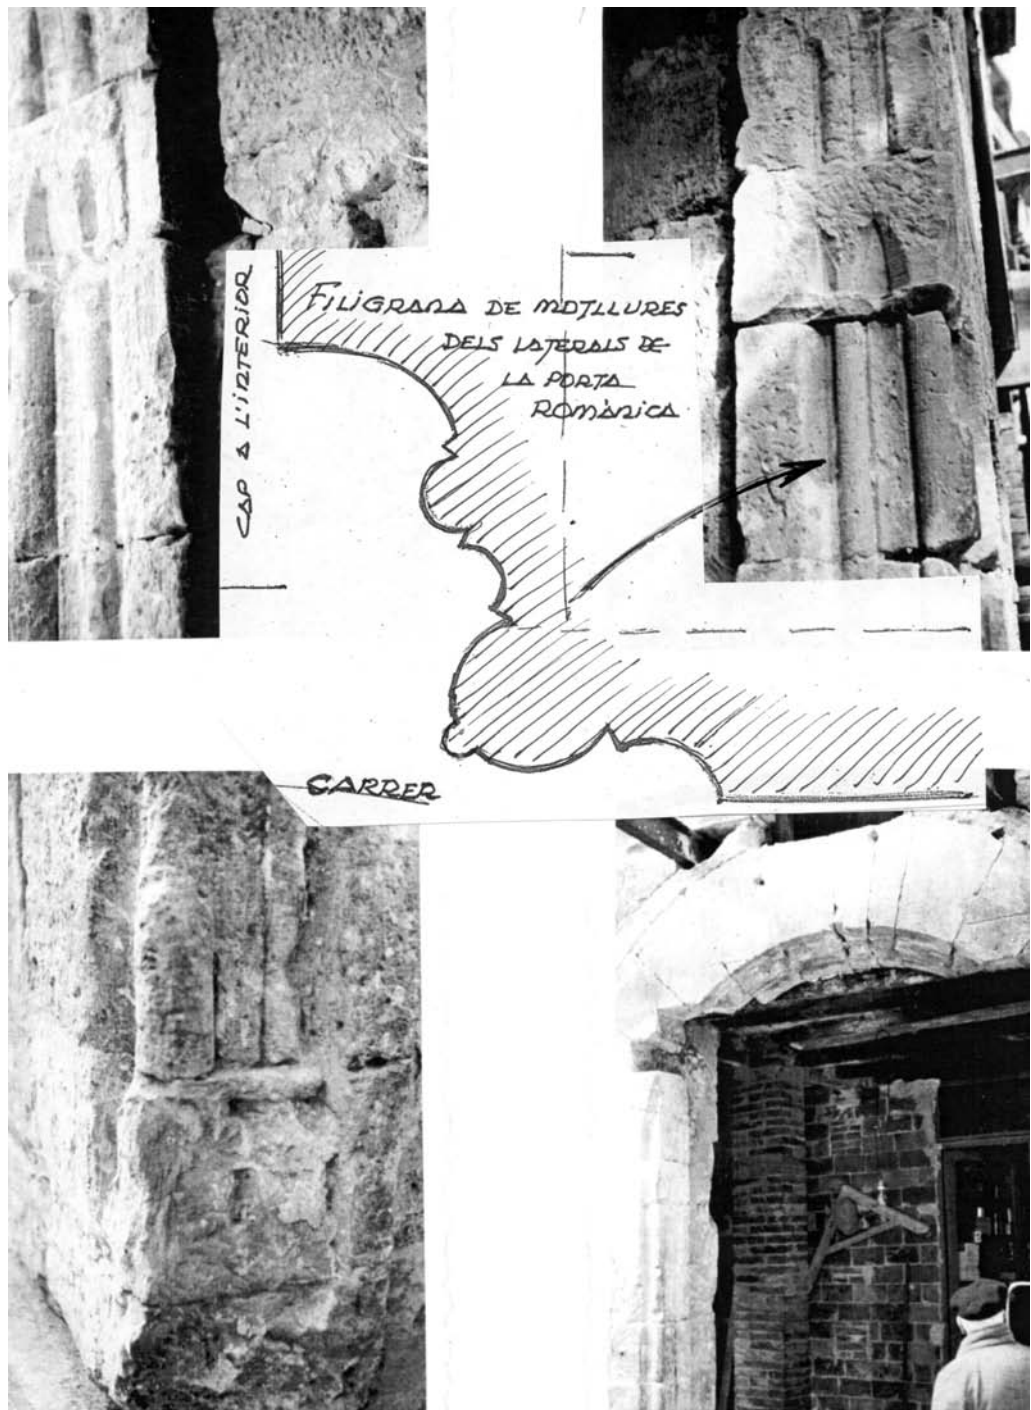 FILIGRANA DE MOTLLURES
DELS LATERALS DE
LA PORTA
ROMÀNICA
CAP A L'INTERIOR
CARRER